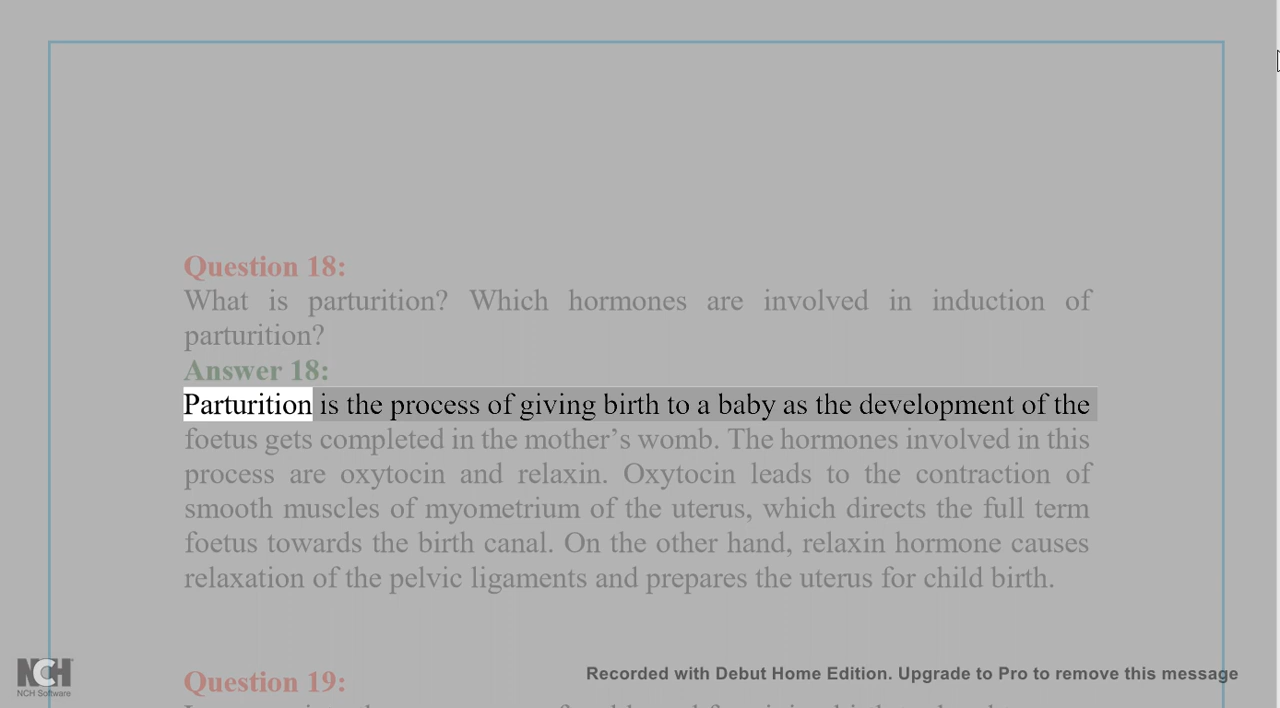 Question 18:
What is parturition? Which hormones are involved in induction of
parturition?
Answer 18:
Parturition is the process of giving birth to a baby as the development of the
foetus gets completed in the mother’s womb. The hormones involved in this
process are oxytocin and relaxin. Oxytocin leads to the contraction of
smooth muscles of myometrium of the uterus, which directs the full term
foetus towards the birth canal. On the other hand, relaxin hormone causes
relaxation of the pelvic ligaments and prepares the uterus for child birth.
Question 19:
NCH
NCH Software
Recorded with Debut Home Edition. Upgrade to Pro to remove this message